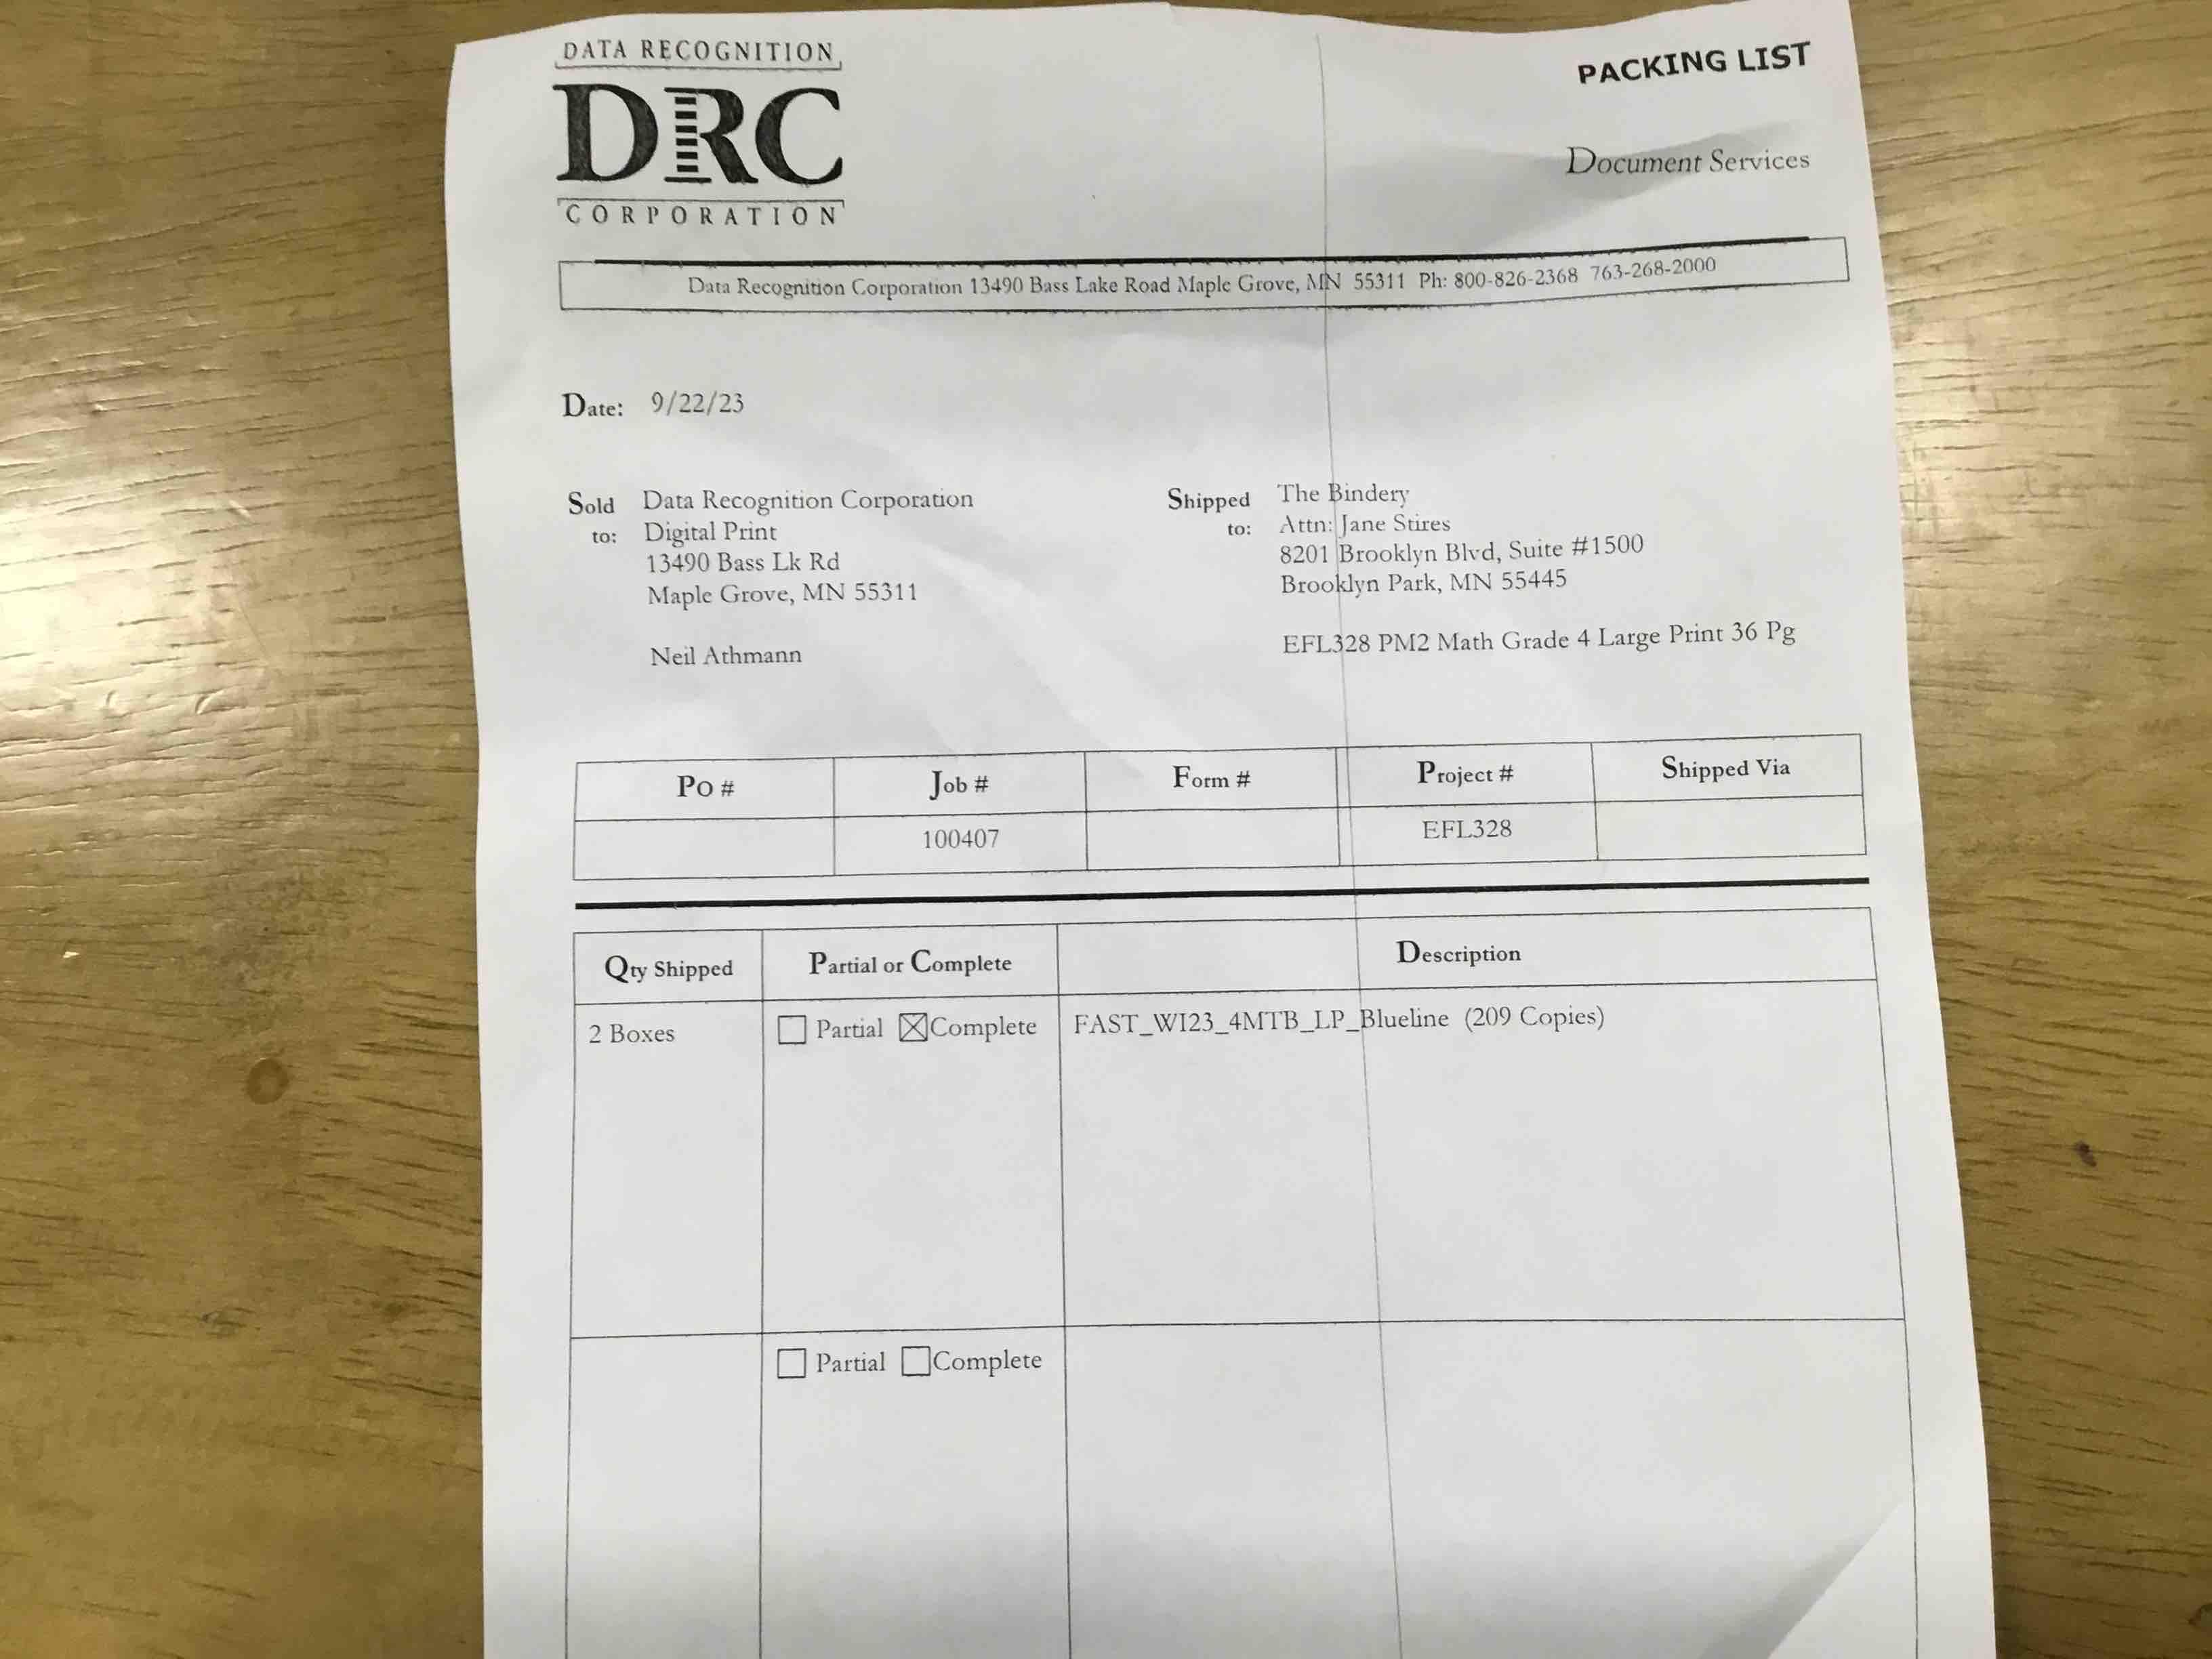 DATA RECOGNITION
DRC
CORPORATION
PACKING LIST
Document Services
Data Recognition Corporation 13490 Bass Lake Road Maple Grove, MN 55311 Ph: 800-826-2368 763-268-2000
Date: 9/22/23
Sold to: Data Recognition Corporation
Digital Print
13490 Bass Lk Rd
Maple Grove, MN 55311
Neil Athmann
Shipped to: The Bindery
Attn: Jane Stires
8201 Brooklyn Blvd, Suite #1500
Brooklyn Park, MN 55445
EFL328 PM2 Math Grade 4 Large Print 36 Pg
PO # Job # Form # Project # Shipped Via
100407 EFL328
Qty Shipped Partial or Complete Description
2 Boxes ☐ Partial ☒ Complete FAST_WI23_4MTB_LP_Blueline (209 Copies)
☐ Partial ☐ Complete